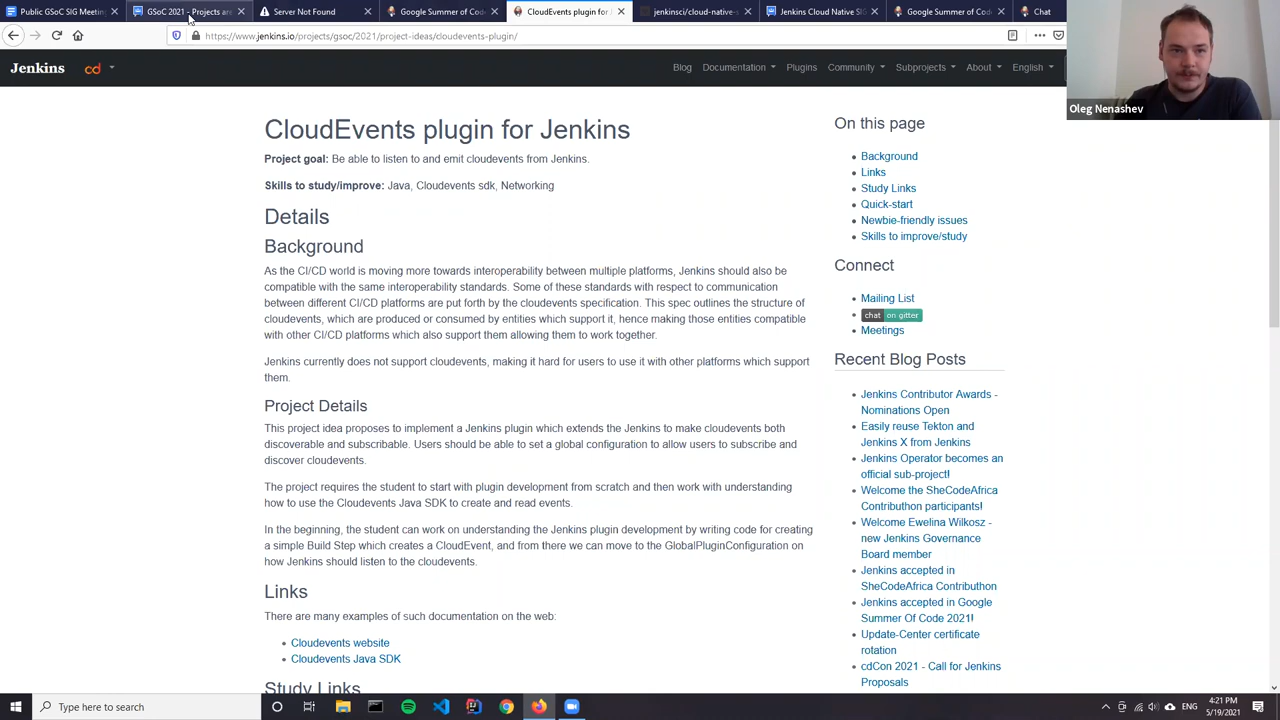 Public GSoC SIG Meeting
GSoC 2021 - Projects are
Server Not Found
Google Summer of Code
CloudEvents plugin for
jenkinsci/cloud-native-
Jenkins Cloud Native SIG
Google Summer of Code
Chat
https://www.jenkins.io/projects/gsoc/2021/project-ideas/cloudevents-plugin/
Jenkins
cd
Blog Documentation Plugins Community Subprojects About English
Oleg Nenashev
CloudEvents plugin for Jenkins
Project goal: Be able to listen to and emit cloudevents from Jenkins.
Skills to study/improve: Java, Cloudevents sdk, Networking
Details
Background
As the CI/CD world is moving more towards interoperability between multiple platforms, Jenkins should also be
compatible with the same interoperability standards. Some of these standards with respect to communication
between different CI/CD platforms are put forth by the cloudevents specification. This spec outlines the structure of
cloudevents, which are produced or consumed by entities which support it, hence making those entities compatible
with other CI/CD platforms which also support them allowing them to work together.
Jenkins currently does not support cloudevents, making it hard for users to use it with other platforms which support
them.
Project Details
This project idea proposes to implement a Jenkins plugin which extends the Jenkins to make cloudevents both
discoverable and subscribable. Users should be able to set a global configuration to allow users to subscribe and
discover cloudevents.
The project requires the student to start with plugin development from scratch and then work with understanding
how to use the Cloudevents Java SDK to create and read events.
In the beginning, the student can work on understanding the Jenkins plugin development by writing code for creating
a simple Build Step which creates a CloudEvent, and from there we can move to the GlobalPluginConfiguration on
how Jenkins should listen to the cloudevents.
Links
There are many examples of such documentation on the web:
Cloudevents website
Cloudevents Java SDK
Study Links
On this page
Background
Links
Study Links
Quick-start
Newbie-friendly issues
Skills to improve/study
Connect
Mailing List
chat on gitter
Meetings
Recent Blog Posts
Jenkins Contributor Awards -
Nominations Open
Easily reuse Tekton and
Jenkins X from Jenkins
Jenkins Operator becomes an
official sub-project!
Welcome the SheCodeAfrica
Contributhon participants!
Welcome Ewelina Wilkosz -
new Jenkins Governance
Board member
Jenkins accepted in
SheCodeAfrica Contributhon
Jenkins accepted in Google
Summer Of Code 2021!
Update-Center certificate
rotation
cdCon 2021 - Call for Jenkins
Proposals
Type here to search
ENG
4:21 PM
5/19/2021